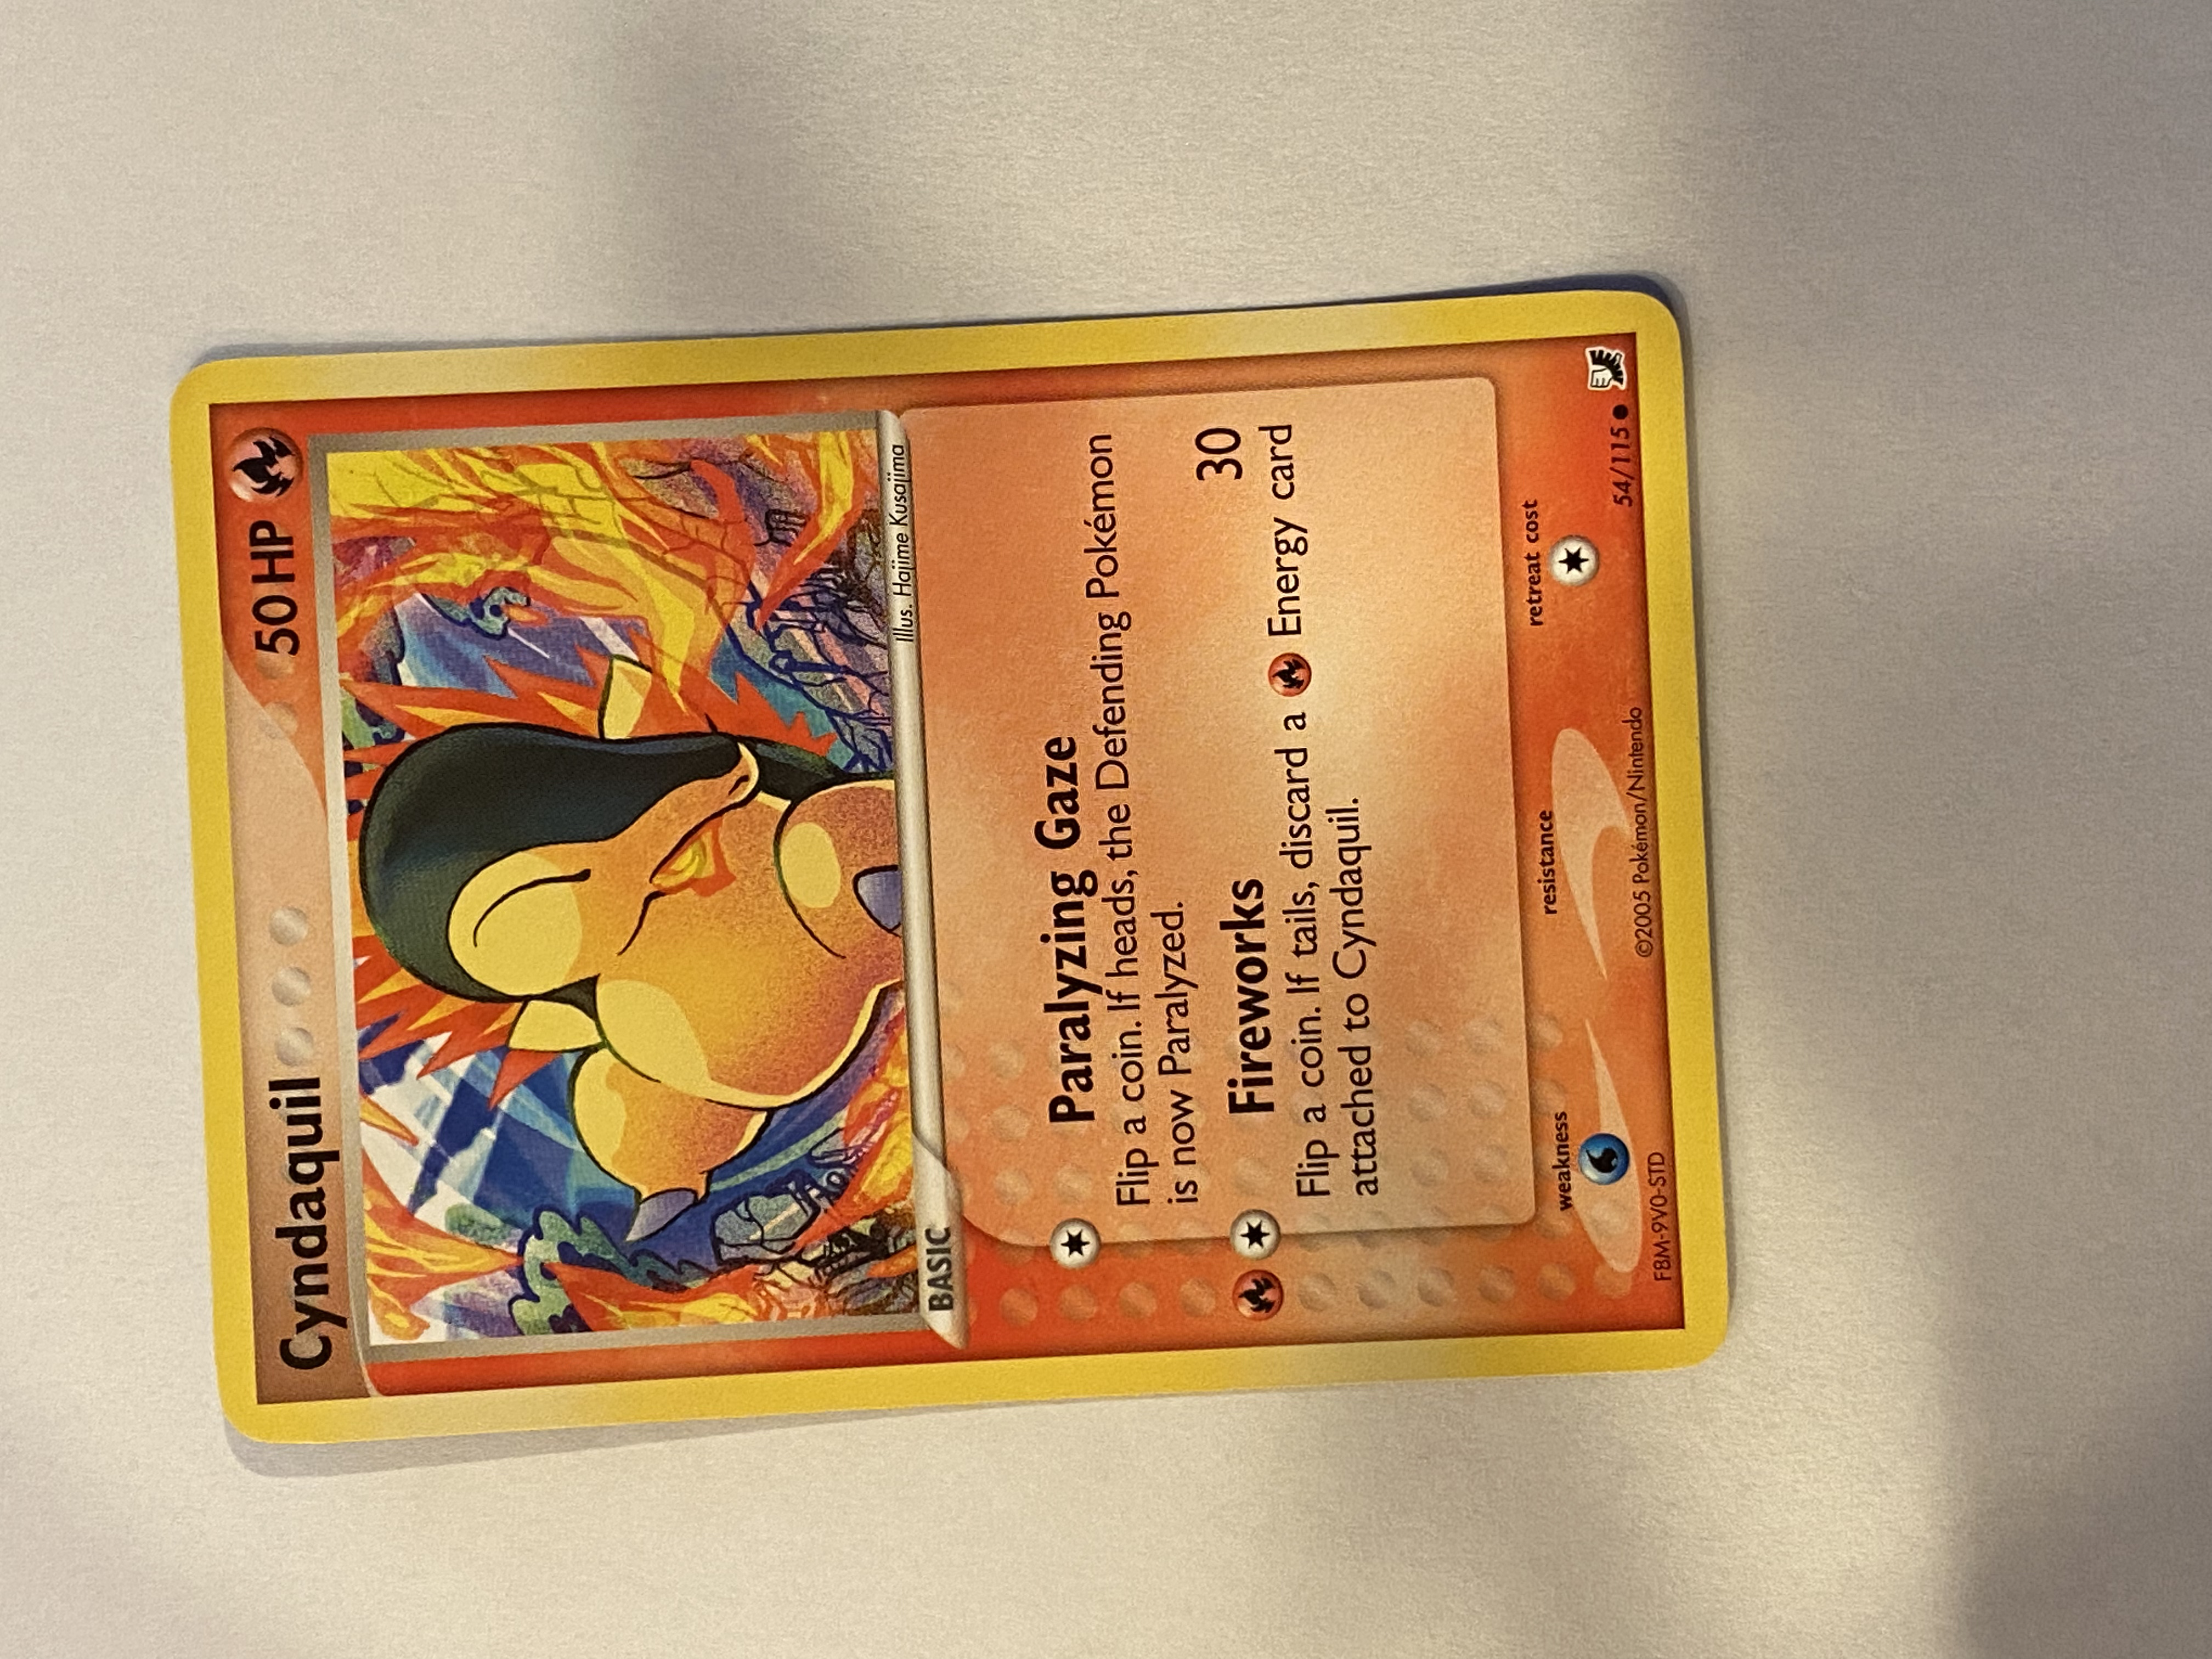 Cyndaquil 50 HP
Illus. Hajime Kusajima
BASIC
Paralyzing Gaze
Flip a coin. If heads, the Defending Pokémon
is now Paralyzed.
Fireworks 30
Flip a coin. If tails, discard a Energy card
attached to Cyndaquil.
weakness resistance retreat cost
F8M-9V0-STD ©2005 Pokémon/Nintendo 54/115